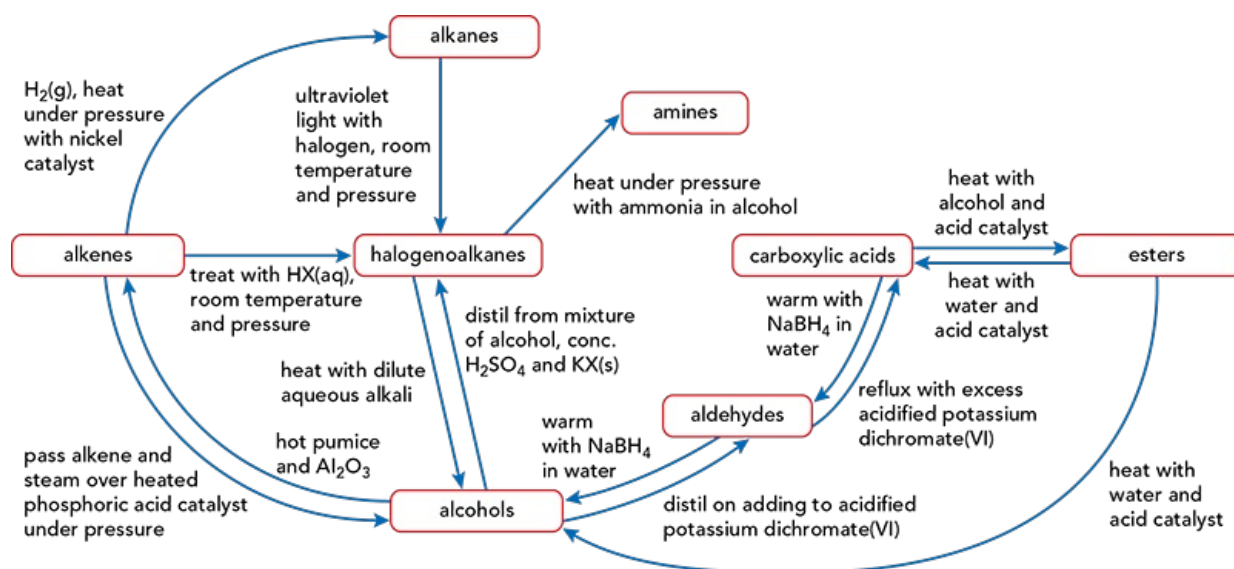 alkanes
H₂(g), heat
under pressure
with nickel
catalyst
ultraviolet
light with
halogen, room
temperature
and pressure
amines
heat under pressure
with ammonia in alcohol
heat with
alcohol and
acid catalyst
alkenes
halogenoalkanes
carboxylic acids
esters
treat with HX(aq),
room temperature
and pressure
distil from mixture
of alcohol, conc.
H₂SO₄ and KX(s)
warm with
NaBH₄ in
water
heat with
water and
acid catalyst
heat with dilute
aqueous alkali
aldehydes
reflux with excess
acidified potassium
dichromate(VI)
pass alkene and
steam over heated
phosphoric acid catalyst
under pressure
hot pumice
and Al₂O₃
warm
with NaBH₄
in water
alcohols
distil on adding to acidified
potassium dichromate(VI)
heat with
water and
acid catalyst